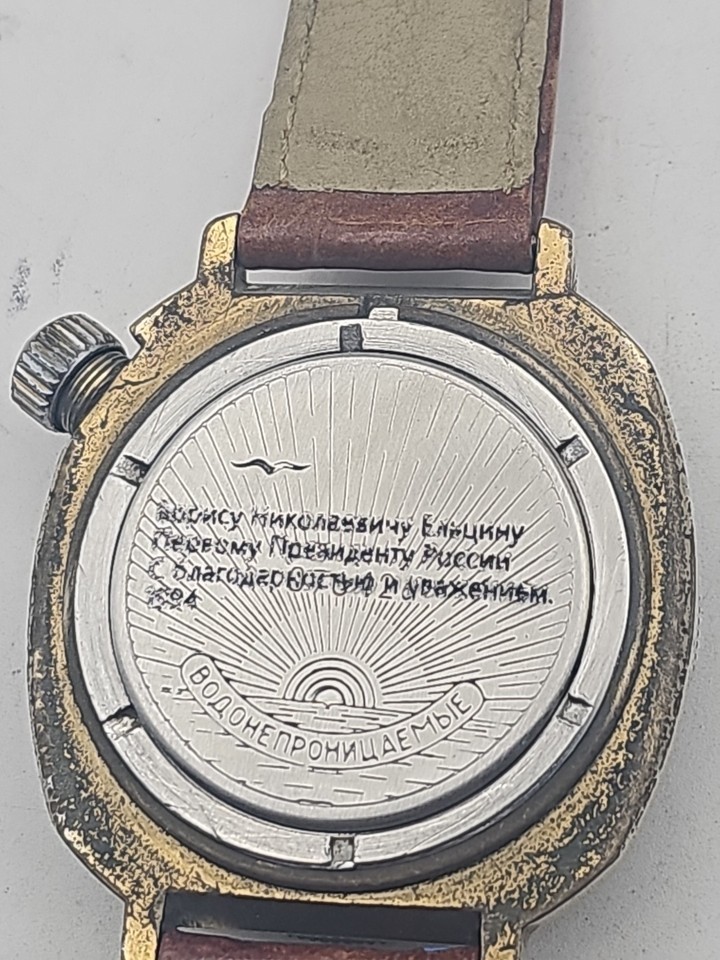 Борису Николаевичу Ельцину
Первому Президенту России
С благодарностью и уважением.
ВОДОНЕПРОНИЦАЕМЫЕ